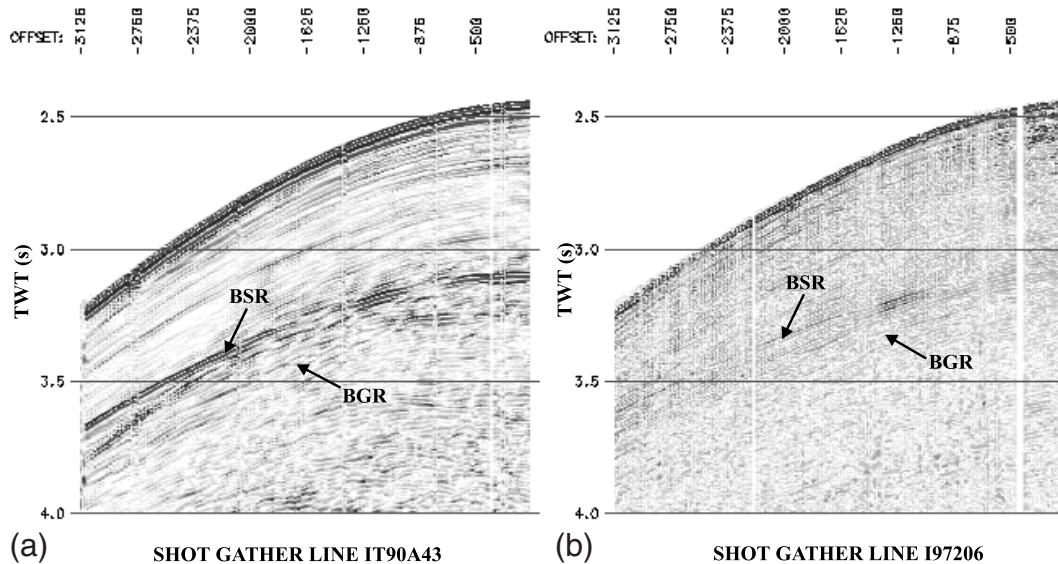 OFFSET: -3125 -2750 -2375 -2000 -1625 -1250 -875 -500
2.5
3.0
3.5
4.0
TWT (s)
BSR
BGR
(a) SHOT GATHER LINE IT90A43
OFFSET: -3125 -2750 -2375 -2000 -1625 -1250 -875 -500
2.5
3.0
3.5
4.0
TWT (s)
BSR
BGR
(b) SHOT GATHER LINE I97206